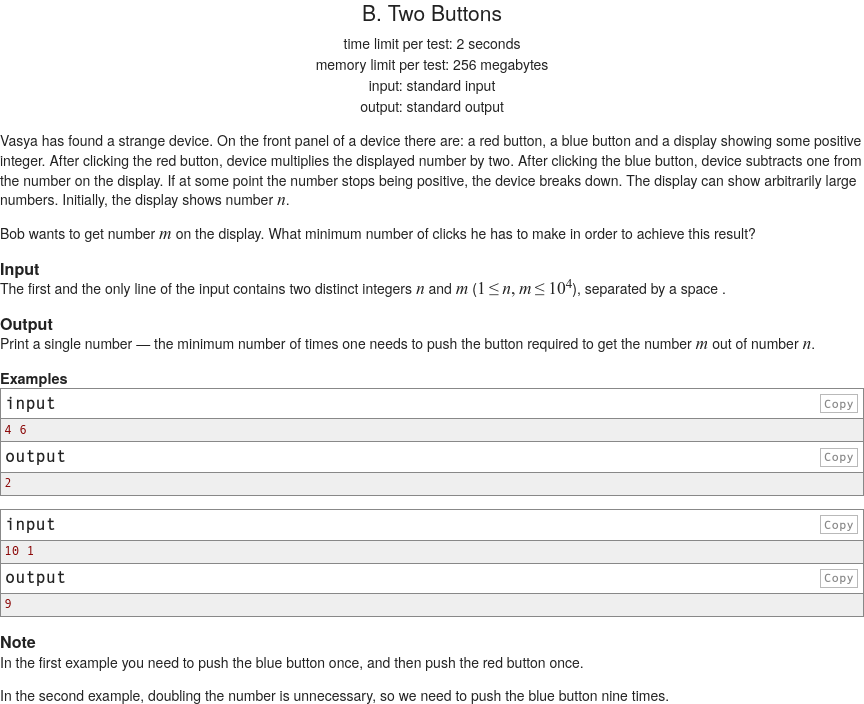 B. Two Buttons
time limit per test: 2 seconds
memory limit per test: 256 megabytes
input: standard input
output: standard output
Vasya has found a strange device. On the front panel of a device there are: a red button, a blue button and a display showing some positive
integer. After clicking the red button, device multiplies the displayed number by two. After clicking the blue button, device subtracts one from
the number on the display. If at some point the number stops being positive, the device breaks down. The display can show arbitrarily large
numbers. Initially, the display shows number n.
Bob wants to get number m on the display. What minimum number of clicks he has to make in order to achieve this result?
Input
The first and the only line of the input contains two distinct integers n and m (1 ≤ n, m ≤ 10⁴), separated by a space .
Output
Print a single number — the minimum number of times one needs to push the button required to get the number m out of number n.
Examples
input
Copy
4 6
output
Copy
2
input
Copy
10 1
output
Copy
9
Note
In the first example you need to push the blue button once, and then push the red button once.
In the second example, doubling the number is unnecessary, so we need to push the blue button nine times.